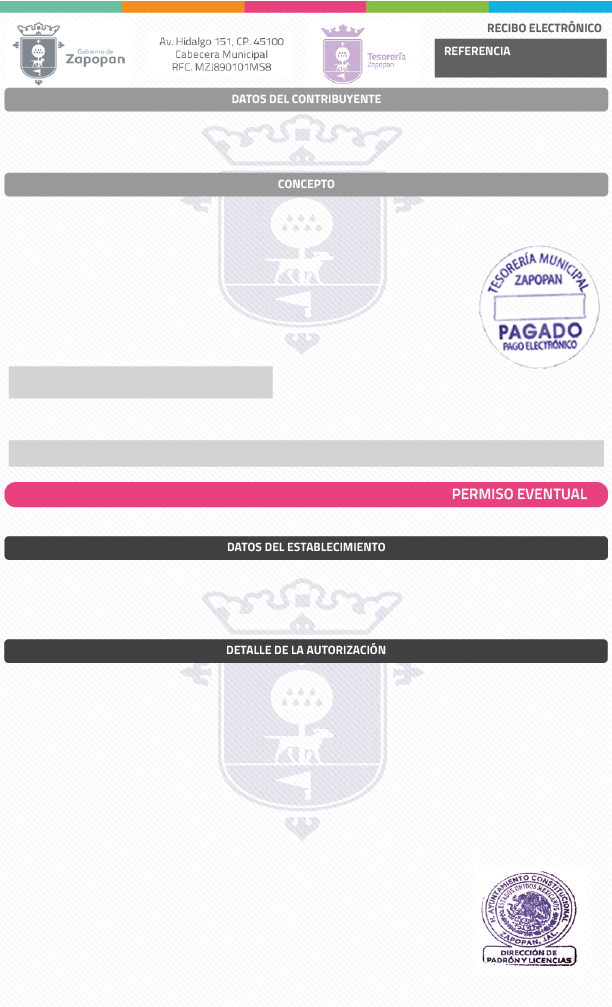 RECIBO ELECTRÓNICO
Gobierno de
Zapopan
Av. Hidalgo 151, CP. 45100
Cabecera Municipal
RFC. MZJ890101MS8
Tesorería
Zapopan
REFERENCIA
DATOS DEL CONTRIBUYENTE
CONCEPTO
TESORERÍA MUNICIPAL
ZAPOPAN
PAGADO
PAGO ELECTRÓNICO
PERMISO EVENTUAL
DATOS DEL ESTABLECIMIENTO
DETALLE DE LA AUTORIZACIÓN
H. AYUNTAMIENTO CONSTITUCIONAL
ESTADOS UNIDOS MEXICANOS
ZAPOPAN, JAL.
DIRECCIÓN DE
PADRÓN Y LICENCIAS